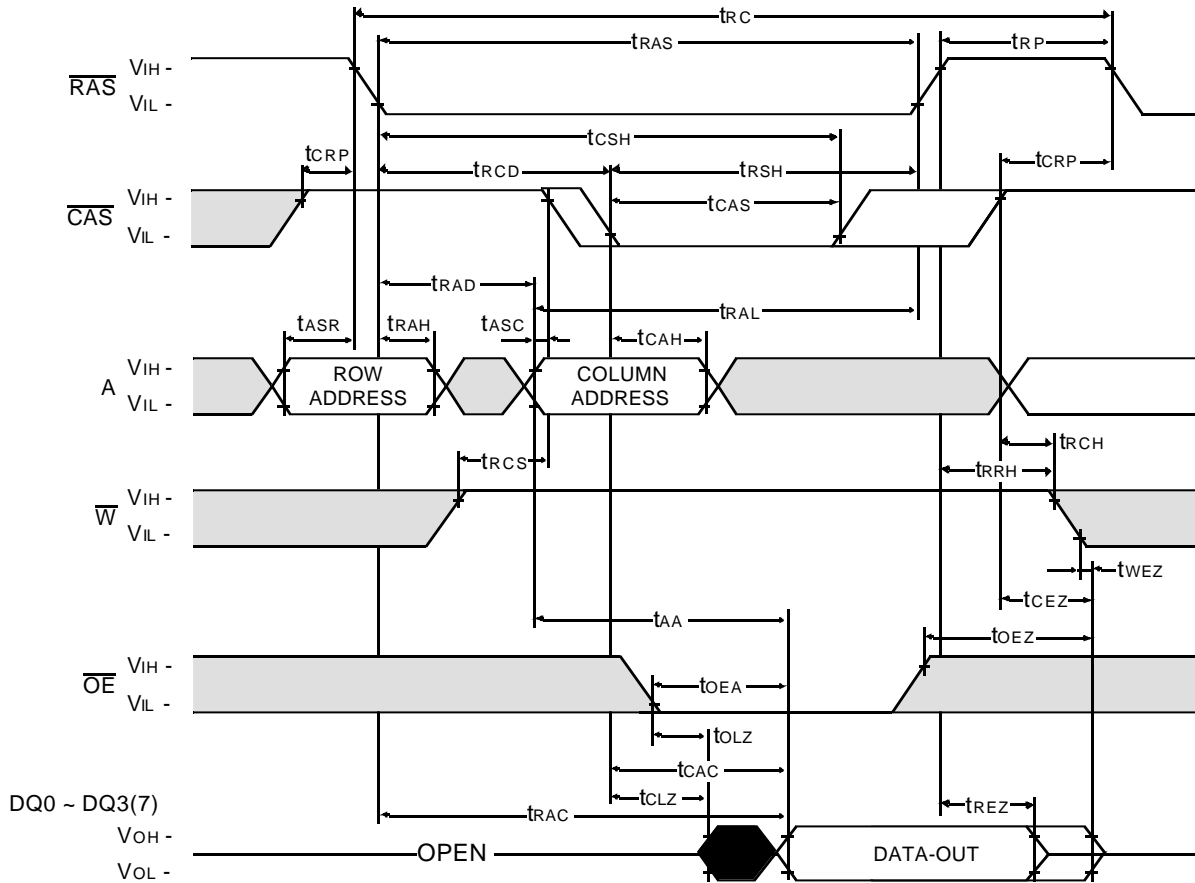 tRC
tRAS
tRP
RAS
VIH -
VIL -
tCSH
tCRP
tRCD
tRSH
tCRP
CAS
VIH -
VIL -
tCAS
tRAD
tRAL
tASR
tRAH
tASC
tCAH
A
VIH -
VIL -
ROW
ADDRESS
COLUMN
ADDRESS
tRCH
tRCS
tRRH
W
VIH -
VIL -
tWEZ
tCEZ
tAA
tOEZ
OE
VIH -
VIL -
tOEA
tOLZ
tCAC
tCLZ
DQ0 ~ DQ3(7)
tRAC
tREZ
VOH -
VOL -
OPEN
DATA-OUT